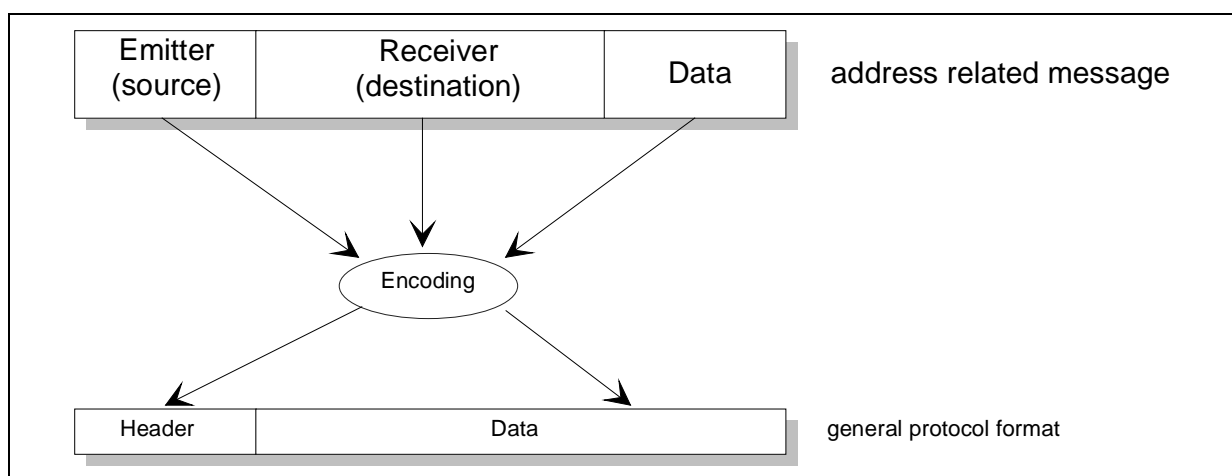 Emitter
(source)
Receiver
(destination)
Data
address related message
Encoding
Header
Data
general protocol format